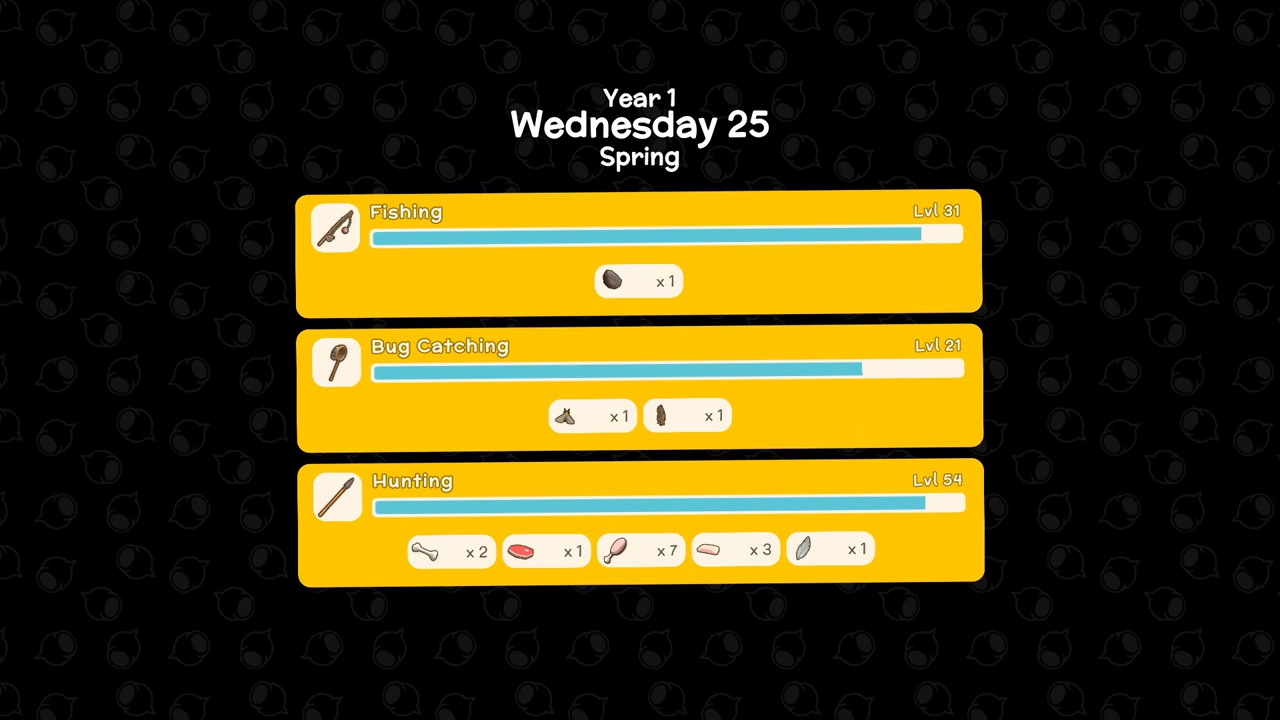 Year 1
Wednesday 25
Spring
Fishing Lvl 31
x 1
Bug Catching Lvl 21
x 1 x 1
Hunting Lvl 54
x 2 x 1 x 7 x 3 x 1